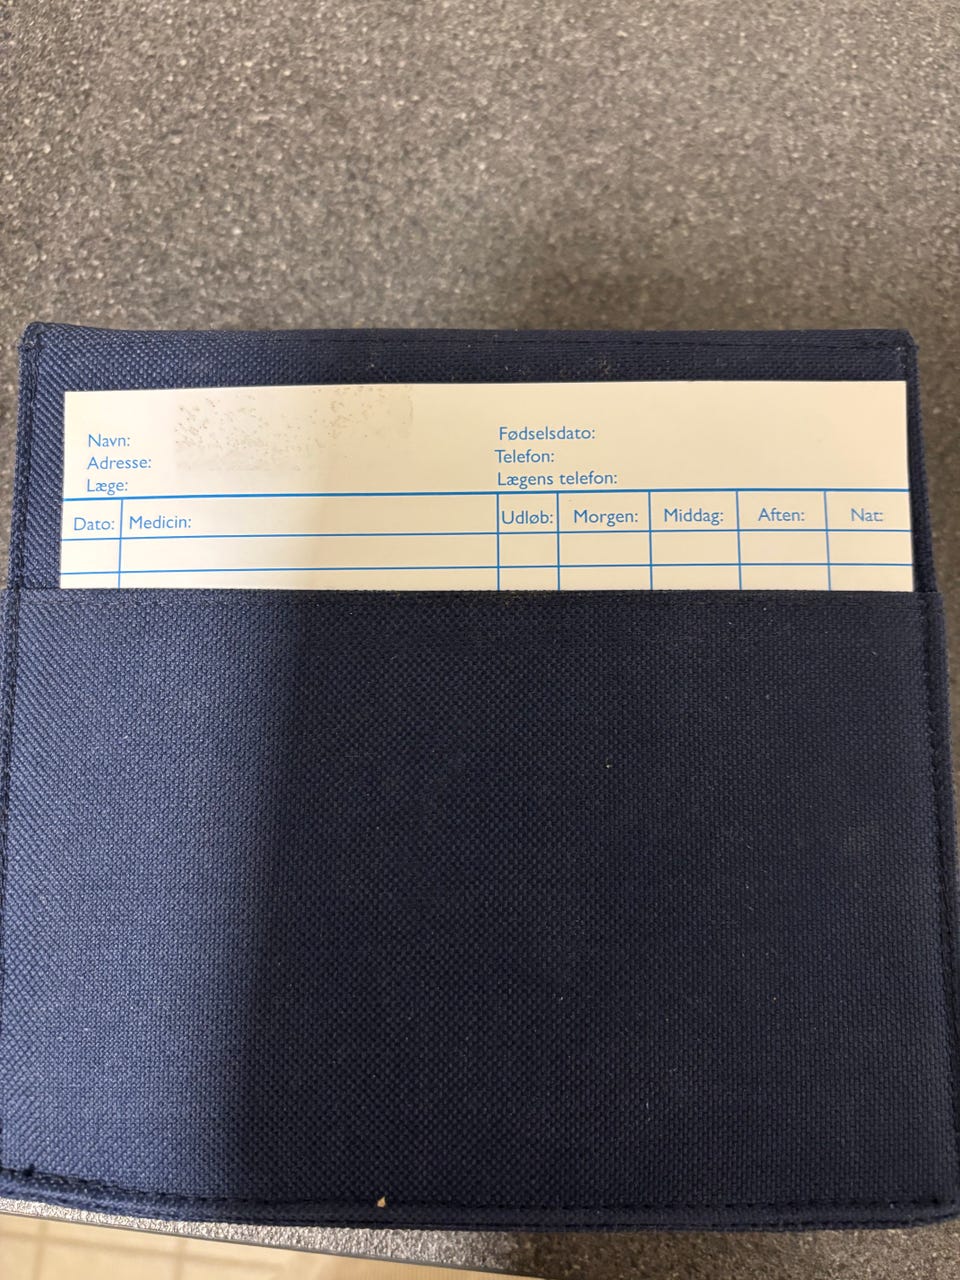 Navn: Fødselsdato:
Adresse: Telefon:
Læge: Lægens telefon:
Dato: Medicin: Udløb: Morgen: Middag: Aften: Nat: